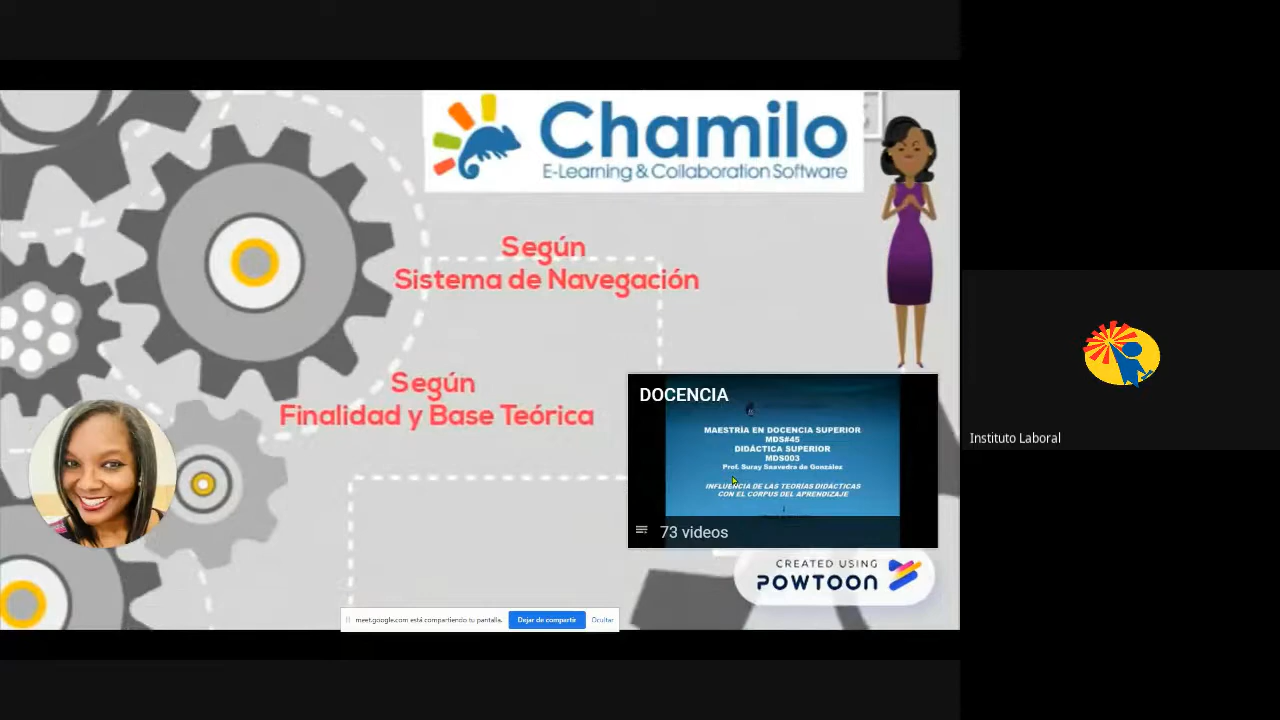 Chamilo
E-Learning & Collaboration Software
Según
Sistema de Navegación
Según
Finalidad y Base Teórica
DOCENCIA
MAESTRÍA EN DOCENCIA SUPERIOR
MDS#45
DIDÁCTICA SUPERIOR
MDS003
Prof. Suray Saavedra de González
INFLUENCIA DE LAS TEORÍAS DIDÁCTICAS
CON EL CORPUS DEL APRENDIZAJE
73 videos
CREATED USING
POWTOON
meet.google.com está compartiendo tu pantalla.
Dejar de compartir
Ocultar
Instituto Laboral